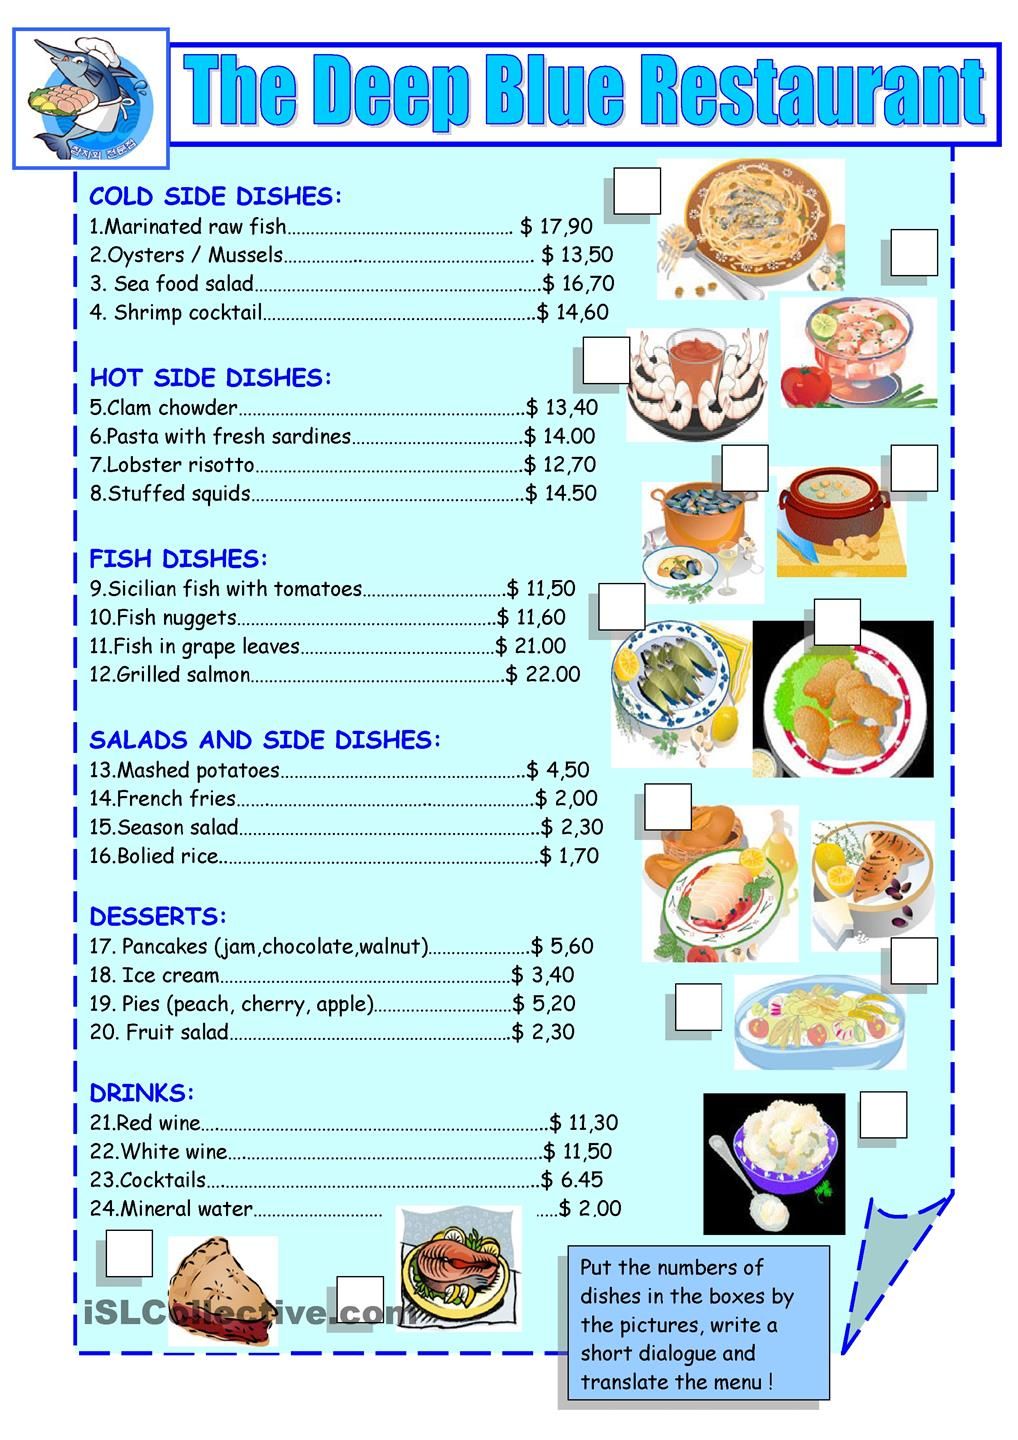 The Deep Blue Restaurant
COLD SIDE DISHES:
1.Marinated raw fish...................................... $ 17,90
2.Oysters / Mussels.......................................... $ 13,50
3. Sea food salad................................................$ 16,70
4. Shrimp cocktail..............................................$ 14,60
HOT SIDE DISHES:
5.Clam chowder................................................$ 13,40
6.Pasta with fresh sardines.............................$ 14.00
7.Lobster risotto.............................................$ 12,70
8.Stuffed squids..............................................$ 14.50
FISH DISHES:
9.Sicilian fish with tomatoes........................$ 11,50
10.Fish nuggets............................................$ 11,60
11.Fish in grape leaves.................................$ 21.00
12.Grilled salmon...........................................$ 22.00
SALADS AND SIDE DISHES:
13.Mashed potatoes.........................................$ 4,50
14.French fries..................................................$ 2,00
15.Season salad..................................................$ 2,30
16.Bolied rice.....................................................$ 1,70
DESSERTS:
17. Pancakes (jam,chocolate,walnut).................$ 5,60
18. Ice cream.................................................$ 3,40
19. Pies (peach, cherry, apple).......................$ 5,20
20. Fruit salad...............................................$ 2,30
DRINKS:
21.Red wine..........................................................$ 11,30
22.White wine.....................................................$ 11,50
23.Cocktails........................................................$ 6.45
24.Mineral water...................... .....$ 2.00
iSLCollective.com
Put the numbers of
dishes in the boxes by
the pictures, write a
short dialogue and
translate the menu !